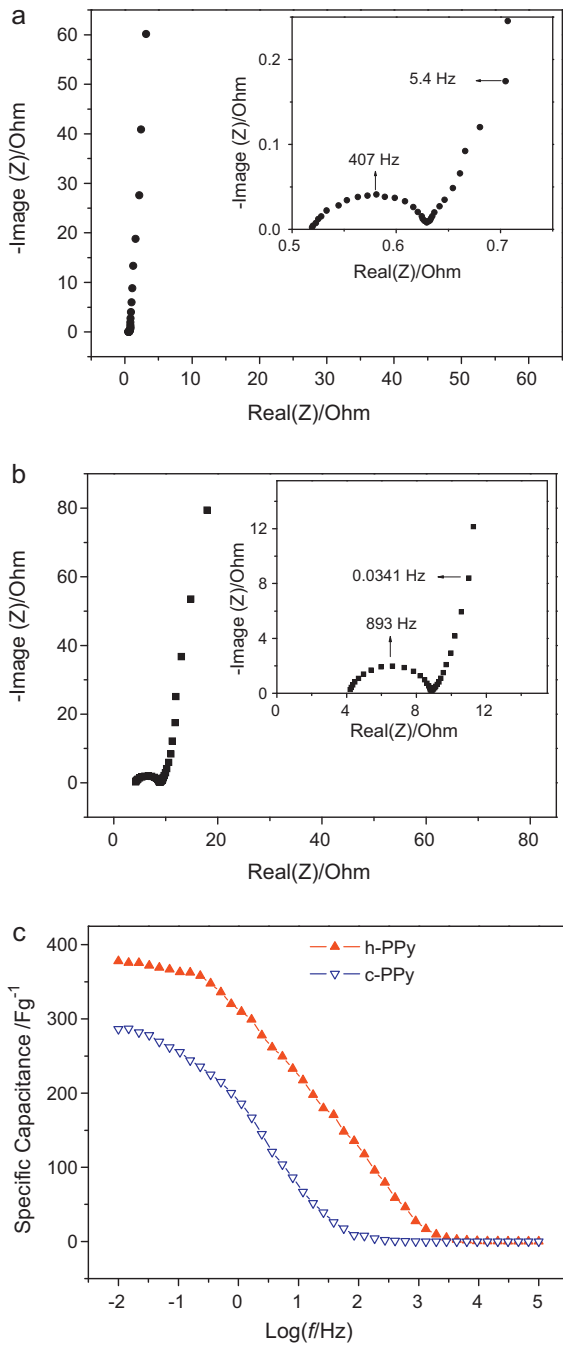 a
60
50
40
30
20
10
0
-Image (Z)/Ohm
0 10 20 30 40 50 60
Real(Z)/Ohm
0.2
0.1
0.0
-Image (Z)/Ohm
5.4 Hz
407 Hz
0.5 0.6 0.7
Real(Z)/Ohm
b
80
60
40
20
0
-Image (Z)/Ohm
0 20 40 60 80
Real(Z)/Ohm
12
8
4
2
0
-Image (Z)/Ohm
0.0341 Hz
893 Hz
0 4 8 12
Real(Z)/Ohm
c
400
300
200
100
0
Specific Capacitance /Fg-1
h-PPy
c-PPy
-2 -1 0 1 2 3 4 5
Log(f/Hz)